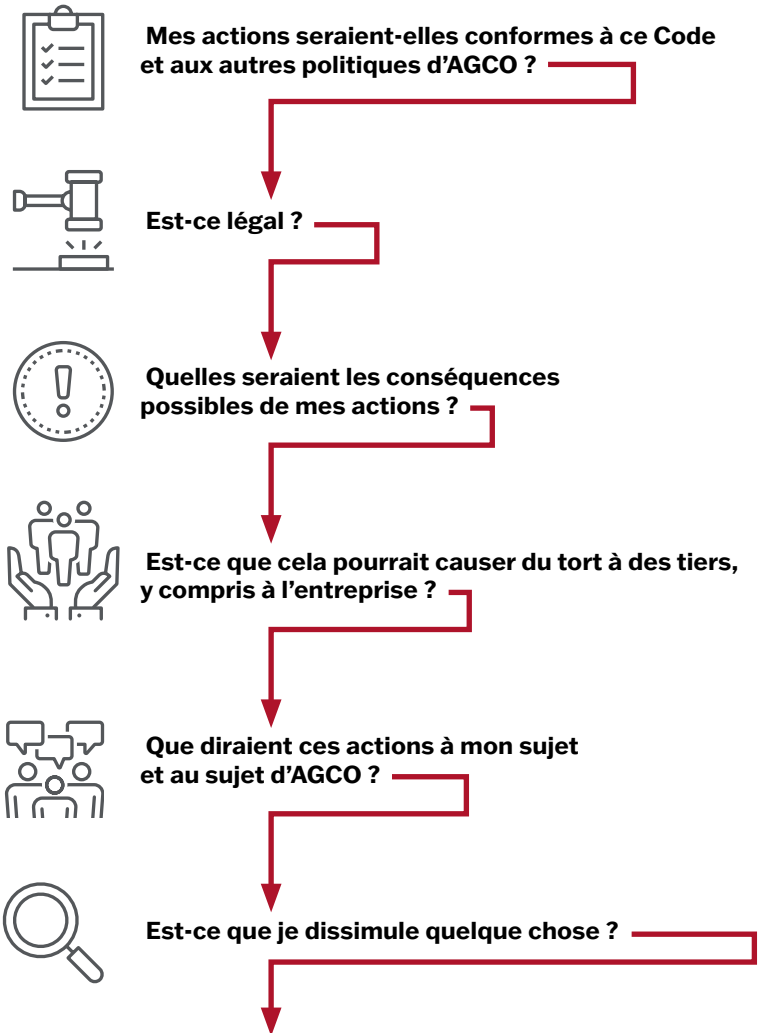 Mes actions seraient-elles conformes à ce Code
et aux autres politiques d’AGCO ?
Est-ce légal ?
Quelles seraient les conséquences
possibles de mes actions ?
Est-ce que cela pourrait causer du tort à des tiers,
y compris à l’entreprise ?
Que diraient ces actions à mon sujet
et au sujet d’AGCO ?
Est-ce que je dissimule quelque chose ?